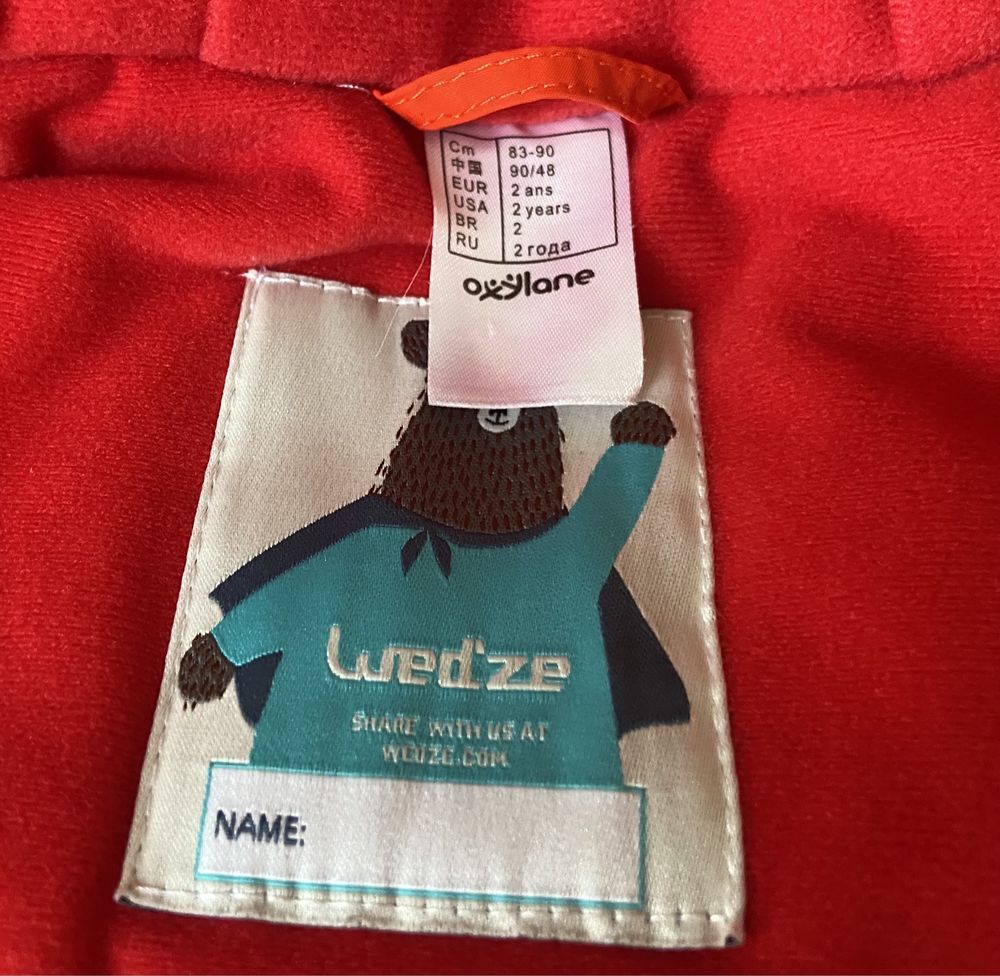 Cm 83-90
中国 90/48
EUR 2 ans
USA 2 years
BR 2
RU 2 года
oxylane
Wed'ze
SHARE WITH US AT
WEDZE.COM
NAME: